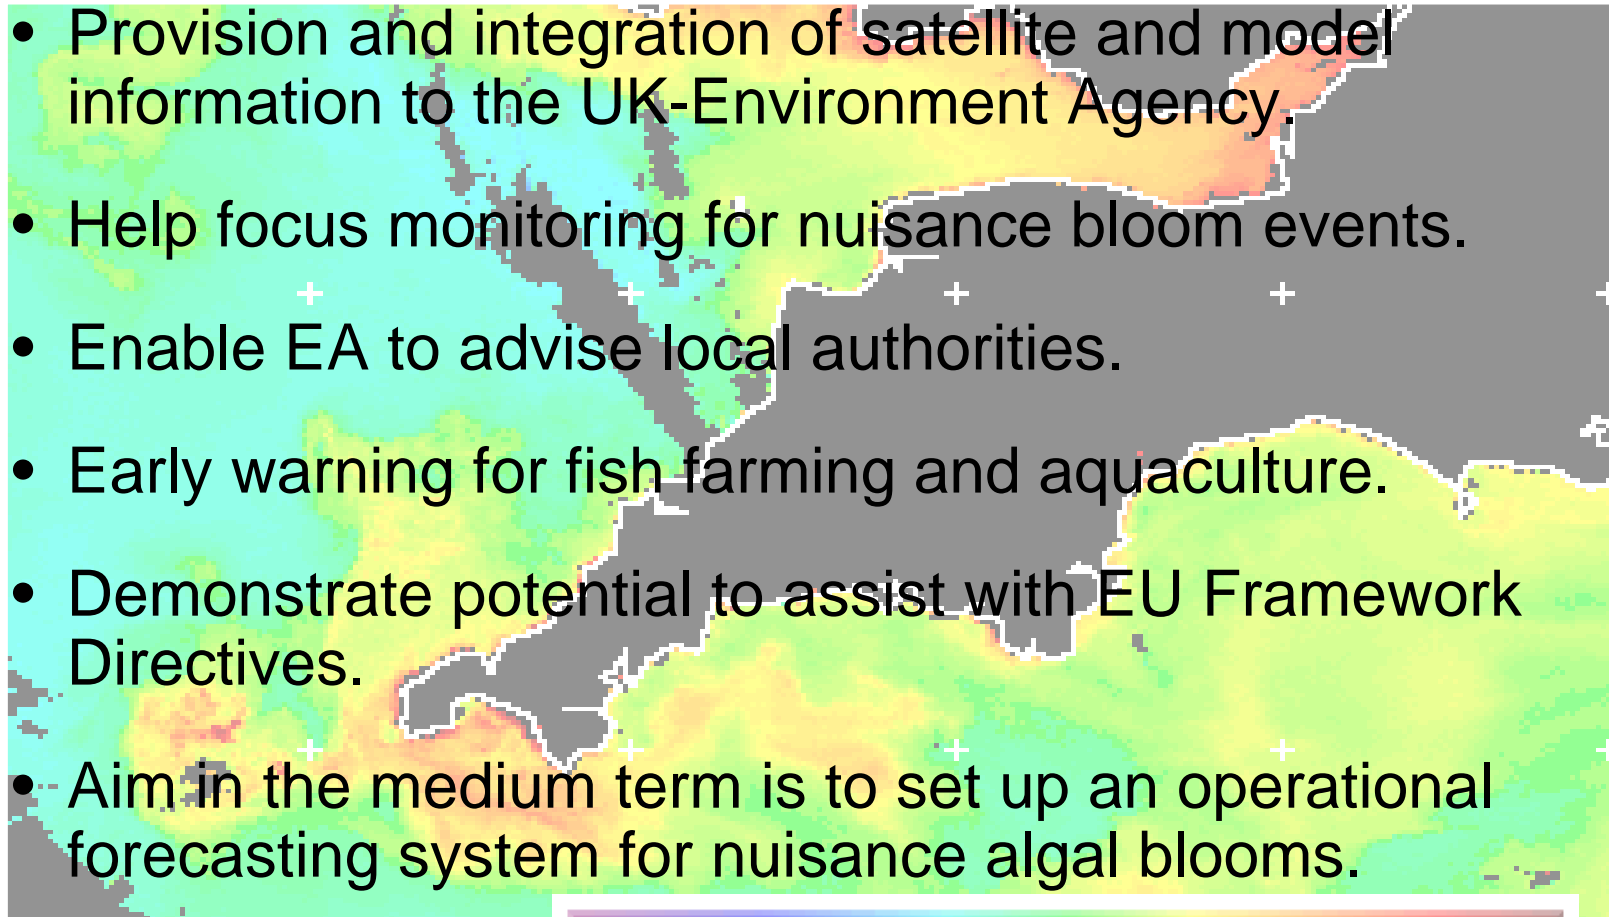 • Provision and integration of satellite and model
information to the UK-Environment Agency.
• Help focus monitoring for nuisance bloom events.
• Enable EA to advise local authorities.
• Early warning for fish farming and aquaculture.
• Demonstrate potential to assist with EU Framework
Directives.
• Aim in the medium term is to set up an operational
forecasting system for nuisance algal blooms.